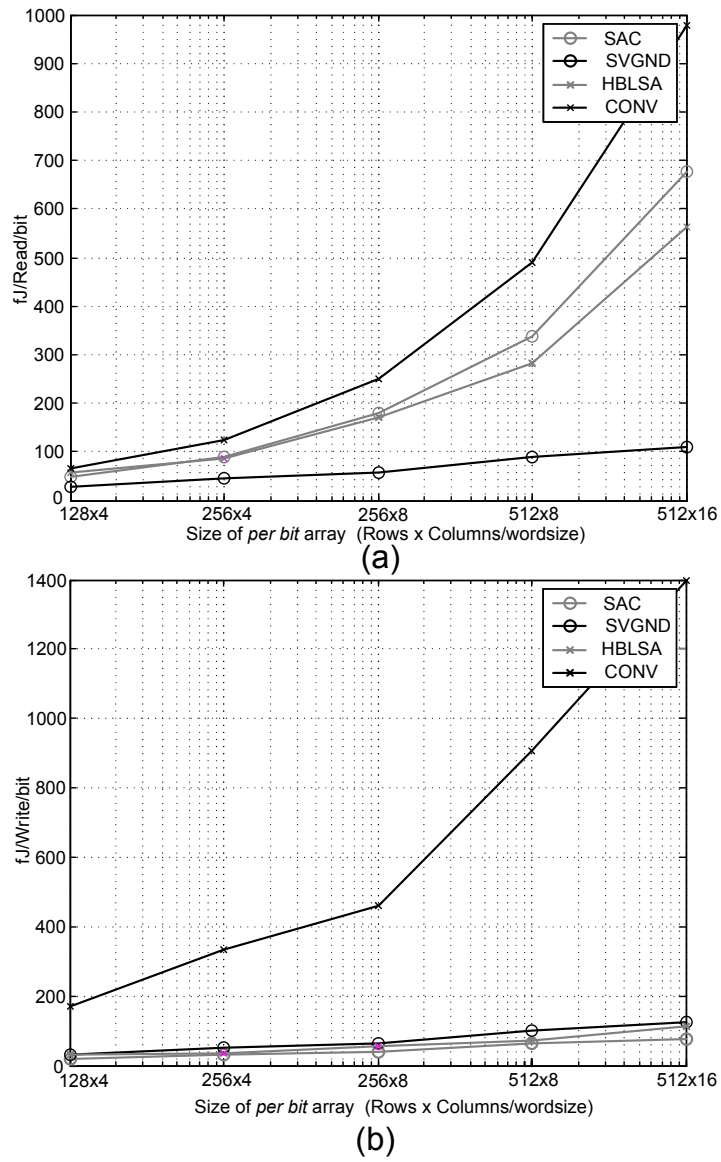 1000
900
800
700
600
500
400
300
200
100
0
fJ/Read/bit
SAC
SVGND
HBLSA
CONV
128x4 256x4 256x8 512x8 512x16
Size of per bit array (Rows x Columns/wordsize)
(a)
1400
1200
1000
800
600
400
200
0
fJ/Write/bit
SAC
SVGND
HBLSA
CONV
128x4 256x4 256x8 512x8 512x16
Size of per bit array (Rows x Columns/wordsize)
(b)